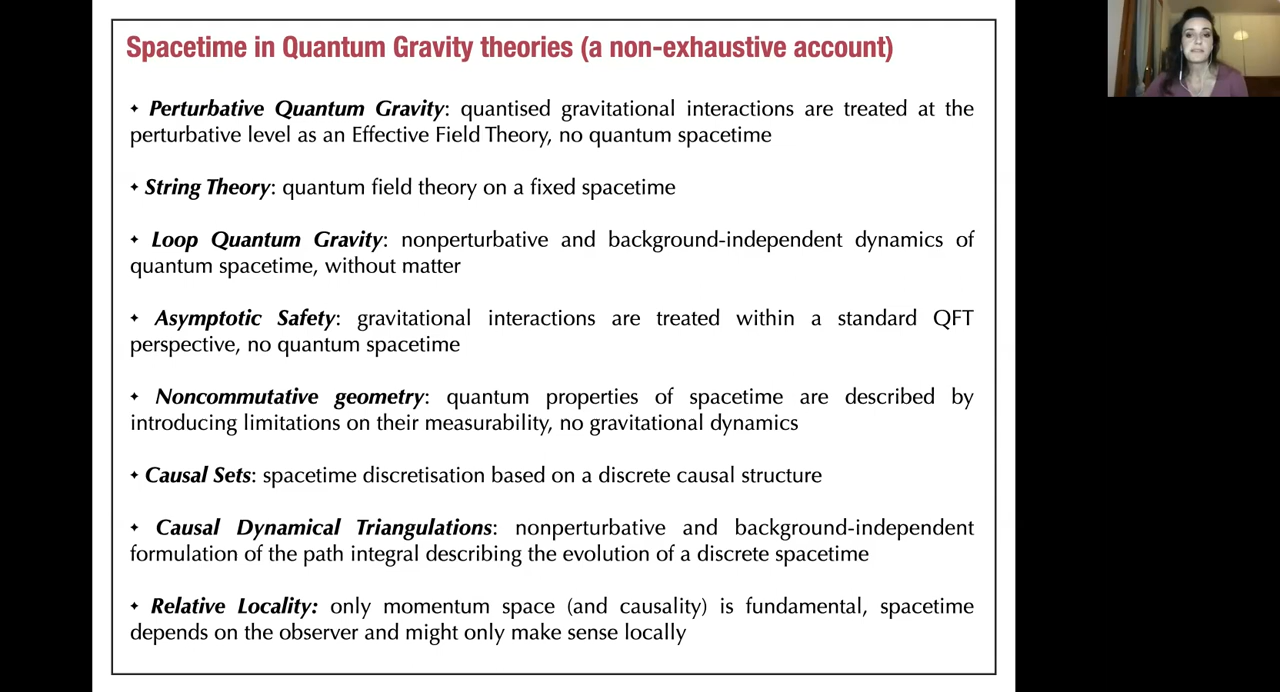 Spacetime in Quantum Gravity theories (a non-exhaustive account)
✦ Perturbative Quantum Gravity: quantised gravitational interactions are treated at the
perturbative level as an Effective Field Theory, no quantum spacetime
✦ String Theory: quantum field theory on a fixed spacetime
✦ Loop Quantum Gravity: nonperturbative and background-independent dynamics of
quantum spacetime, without matter
✦ Asymptotic Safety: gravitational interactions are treated within a standard QFT
perspective, no quantum spacetime
✦ Noncommutative geometry: quantum properties of spacetime are described by
introducing limitations on their measurability, no gravitational dynamics
✦ Causal Sets: spacetime discretisation based on a discrete causal structure
✦ Causal Dynamical Triangulations: nonperturbative and background-independent
formulation of the path integral describing the evolution of a discrete spacetime
✦ Relative Locality: only momentum space (and causality) is fundamental, spacetime
depends on the observer and might only make sense locally